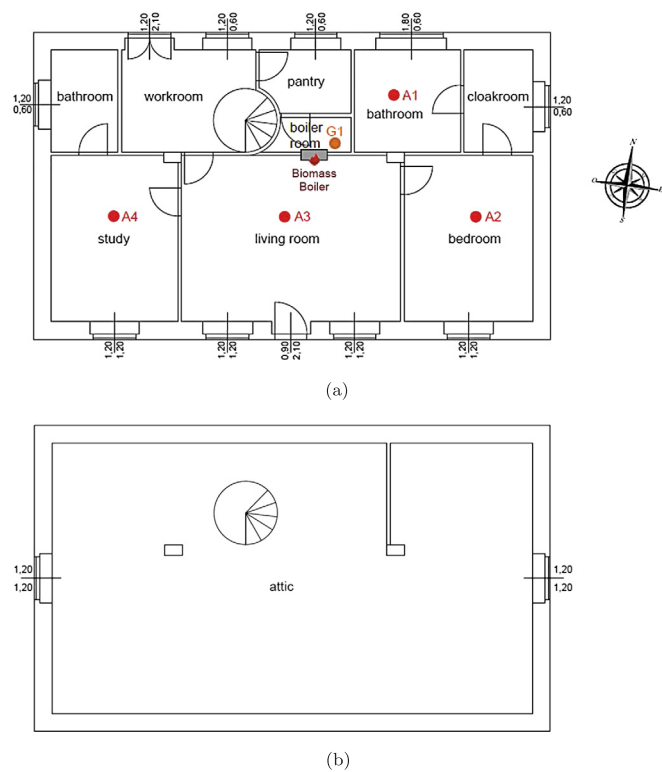 1,20
2,10
1,20
0,60
1,20
0,60
1,80
0,60
pantry
bathroom
workroom
A1
bathroom
cloakroom
1,20
0,60
1,20
0,60
boiler
room
G1
Biomass
Boiler
N
O
E
S
A4
study
A3
living room
A2
bedroom
1,20
1,20
1,20
1,20
0,90
2,10
1,20
1,20
1,20
1,20
(a)
1,20
1,20
attic
1,20
1,20
(b)